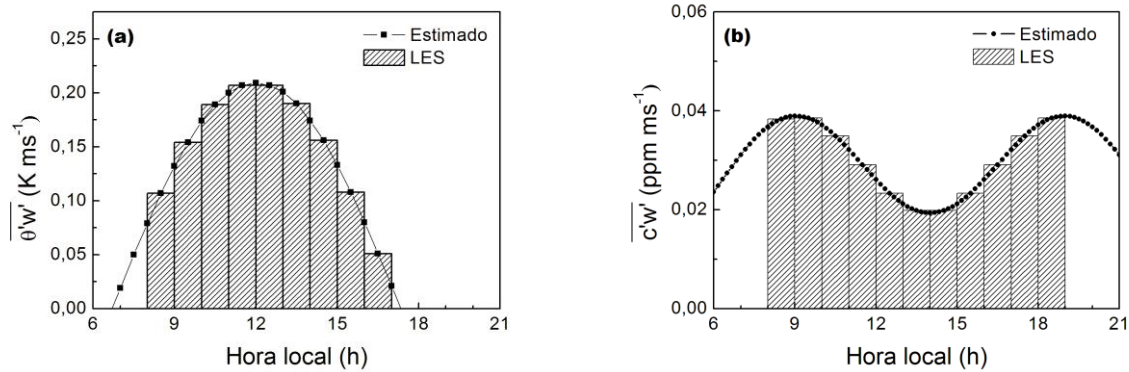 (a)
Estimado
LES
θ'w' (K ms⁻¹)
0,25
0,20
0,15
0,10
0,05
0,00
6 9 12 15 18 21
Hora local (h)
(b)
Estimado
LES
c'w' (ppm ms⁻¹)
0,06
0,04
0,02
0,00
6 9 12 15 18 21
Hora local (h)